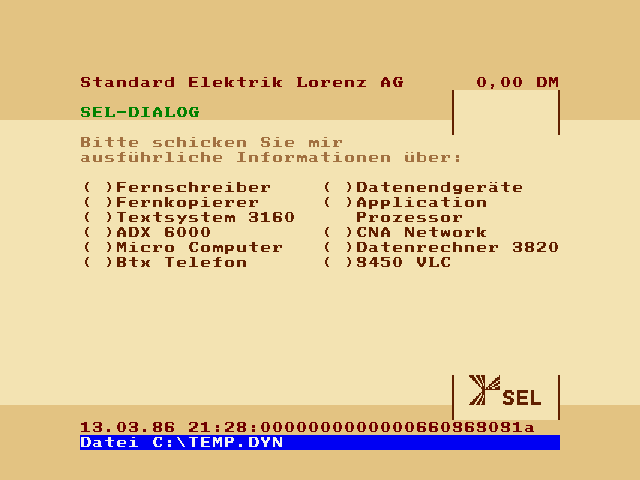 Standard Elektrik Lorenz AG 0,00 DM
SEL-DIALOG
Bitte schicken Sie mir
ausführliche Informationen über:
( )Fernschreiber ( )Datenendgeräte
( )Fernkopierer ( )Application
( )Textsystem 3160 Prozessor
( )ADX 6000 ( )CNA Network
( )Micro Computer ( )Datenrechner 3820
( )Btx Telefon ( )8450 VLC
SEL
13.03.86 21:28:0000000000000660968081a
Datei C:\TEMP.DYN